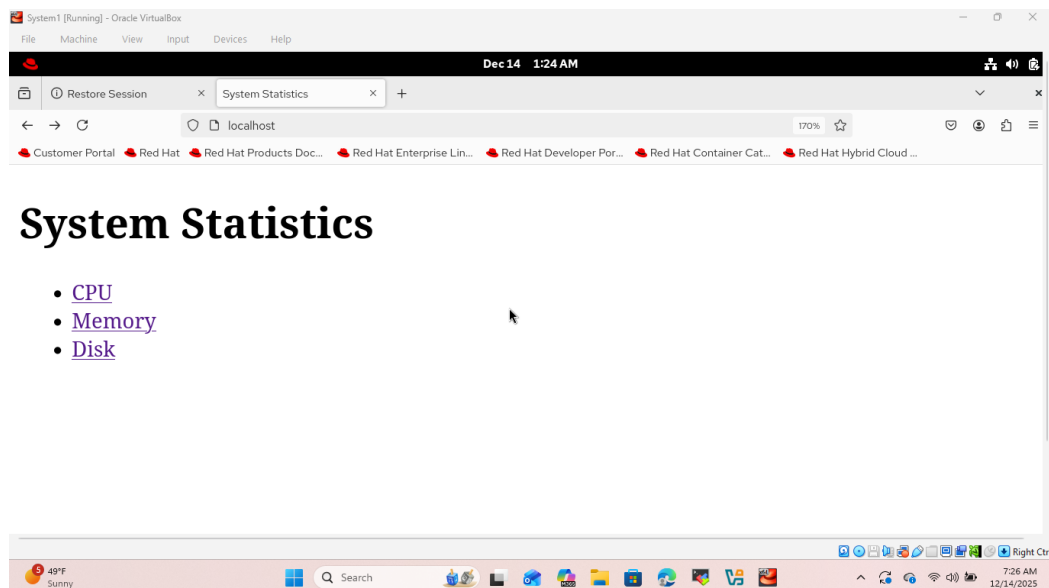 System1 [Running] - Oracle VirtualBox
File Machine View Input Devices Help
Dec 14 1:24 AM
Restore Session × System Statistics × +
localhost 170%
Customer Portal Red Hat Red Hat Products Doc... Red Hat Enterprise Lin... Red Hat Developer Por... Red Hat Container Cat... Red Hat Hybrid Cloud ...
System Statistics
• CPU
• Memory
• Disk
Right Ctr
5 49°F Search 7:26 AM
Sunny 12/14/2025